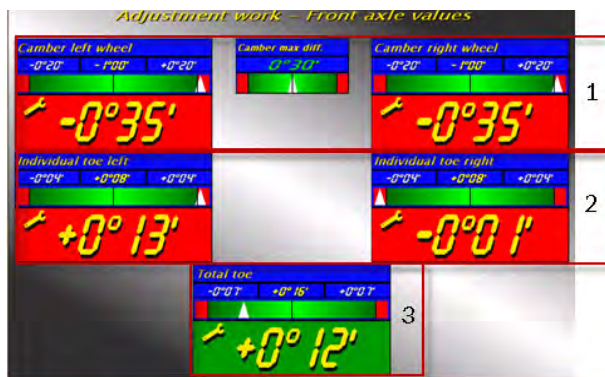 Adjustment work - Front axle values
Camber left wheel
-0°20' -1°00' +0°20'
-0°35'
Camber max diff.
0°30'
Camber right wheel
-0°20' -1°00' +0°20'
-0°35'
1
Individual toe left
-0°04' +0°08' +0°04'
+0°13'
Individual toe right
-0°04' +0°08' +0°04'
-0°01'
2
Total toe
-0°07' +0°16' +0°07'
+0°12'
3